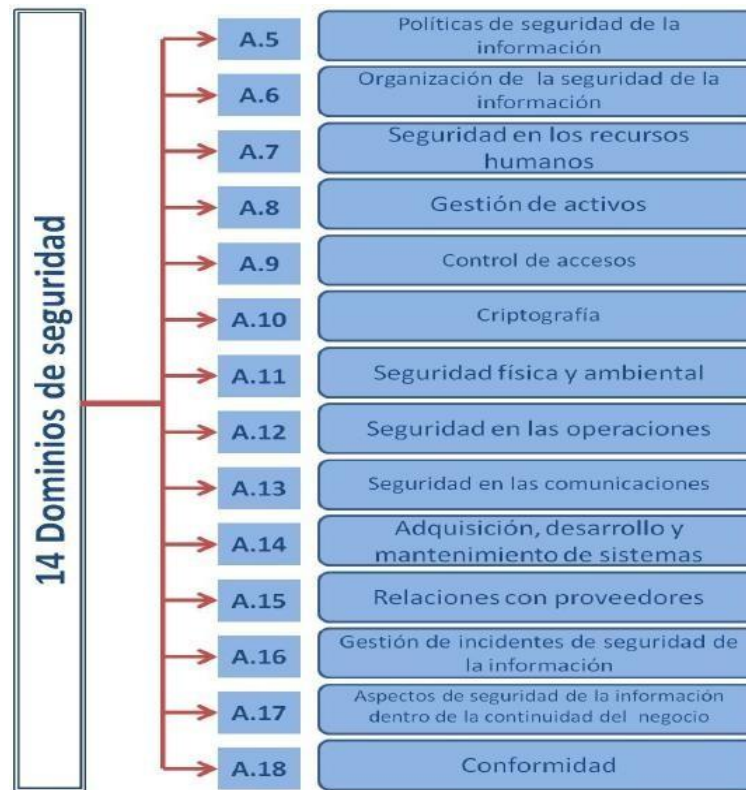 14 Dominios de seguridad
A.5
Políticas de seguridad de la
información
A.6
Organización de la seguridad de la
información
A.7
Seguridad en los recursos
humanos
A.8
Gestión de activos
A.9
Control de accesos
A.10
Criptografía
A.11
Seguridad física y ambiental
A.12
Seguridad en las operaciones
A.13
Seguridad en las comunicaciones
A.14
Adquisición, desarrollo y
mantenimiento de sistemas
A.15
Relaciones con proveedores
A.16
Gestión de incidentes de seguridad de
la información
A.17
Aspectos de seguridad de la información
dentro de la continuidad del negocio
A.18
Conformidad